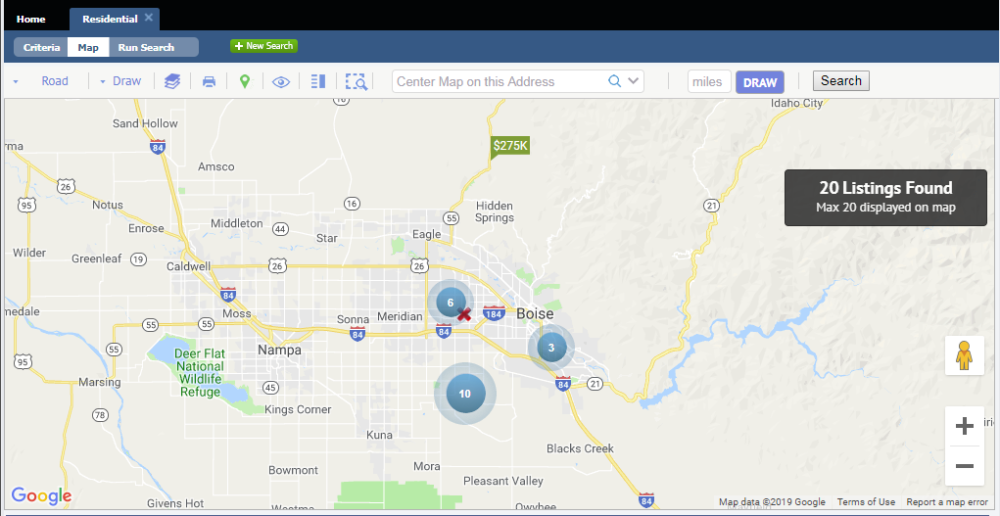 Home
Residential
Criteria Map Run Search
New Search
Road
Draw
Center Map on this Address
miles
DRAW
Search
Idaho City
Sand Hollow
84
$275K
rma
Amsco
20 Listings Found
Max 20 displayed on map
26
95
Notus
16
Hidden
Springs
21
55
Middleton
44
Enrose
Star
Eagle
Wilder
Greenleaf
19
Caldwell
26
26
84
6
medale
Moss
Sonna
Meridian
184
Boise
55
55
84
84
3
55
Nampa
Deer Flat
National
Wildlife
Refuge
95
Marsing
45
10
84
21
78
Kings Corner
Kuna
Blacks Creek
Mora
Bowmont
Pleasant Valley
Google
Givens Hot
Owyhee
84
Map data ©2019 Google
Terms of Use
Report a map error